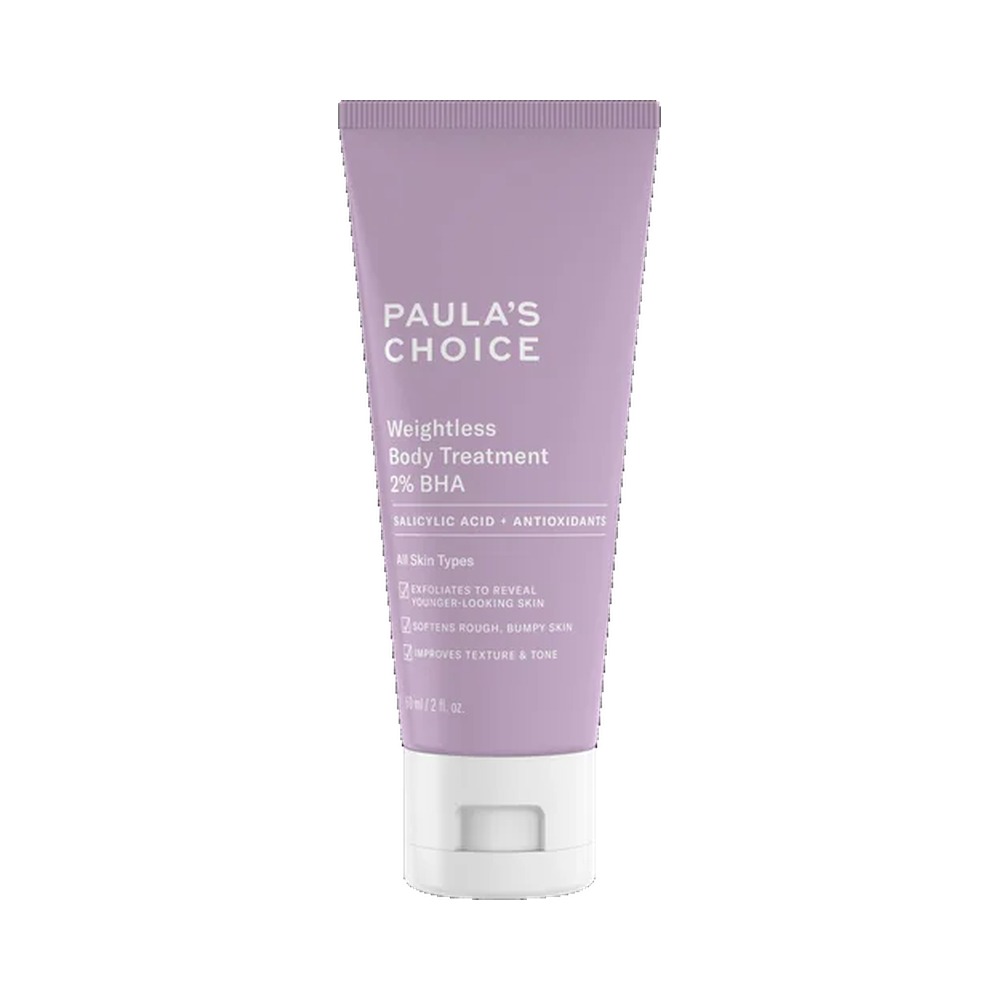 PAULA'S
CHOICE
Weightless
Body Treatment
2% BHA
SALICYLIC ACID + ANTIOXIDANTS
All Skin Types
EXFOLIATES TO REVEAL
YOUNGER-LOOKING SKIN
SOFTENS ROUGH, BUMPY SKIN
IMPROVES TEXTURE & TONE
60 ml / 2 fl. oz.